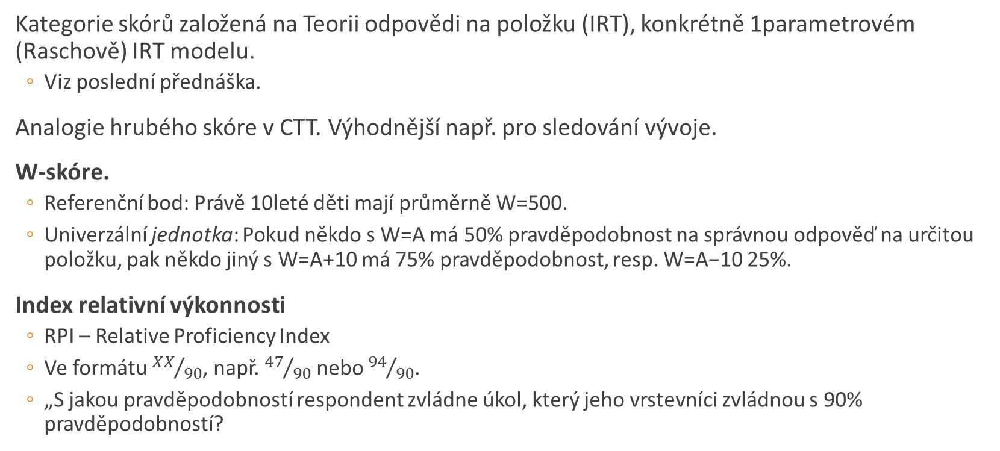 Kategorie skórů založená na Teorii odpovědi na položku (IRT), konkrétně 1parametrovém
(Raschově) IRT modelu.
◦ Viz poslední přednáška.
Analogie hrubého skóre v CTT. Výhodnější např. pro sledování vývoje.
W-skóre.
◦ Referenční bod: Právě 10leté děti mají průměrně W=500.
◦ Univerzální jednotka: Pokud někdo s W=A má 50% pravděpodobnost na správnou odpověď na určitou
položku, pak někdo jiný s W=A+10 má 75% pravděpodobnost, resp. W=A−10 25%.
Index relativní výkonnosti
◦ RPI – Relative Proficiency Index
◦ Ve formátu XX/90, např. 47/90 nebo 94/90.
◦ „S jakou pravděpodobností respondent zvládne úkol, který jeho vrstevníci zvládnou s 90%
pravděpodobností?